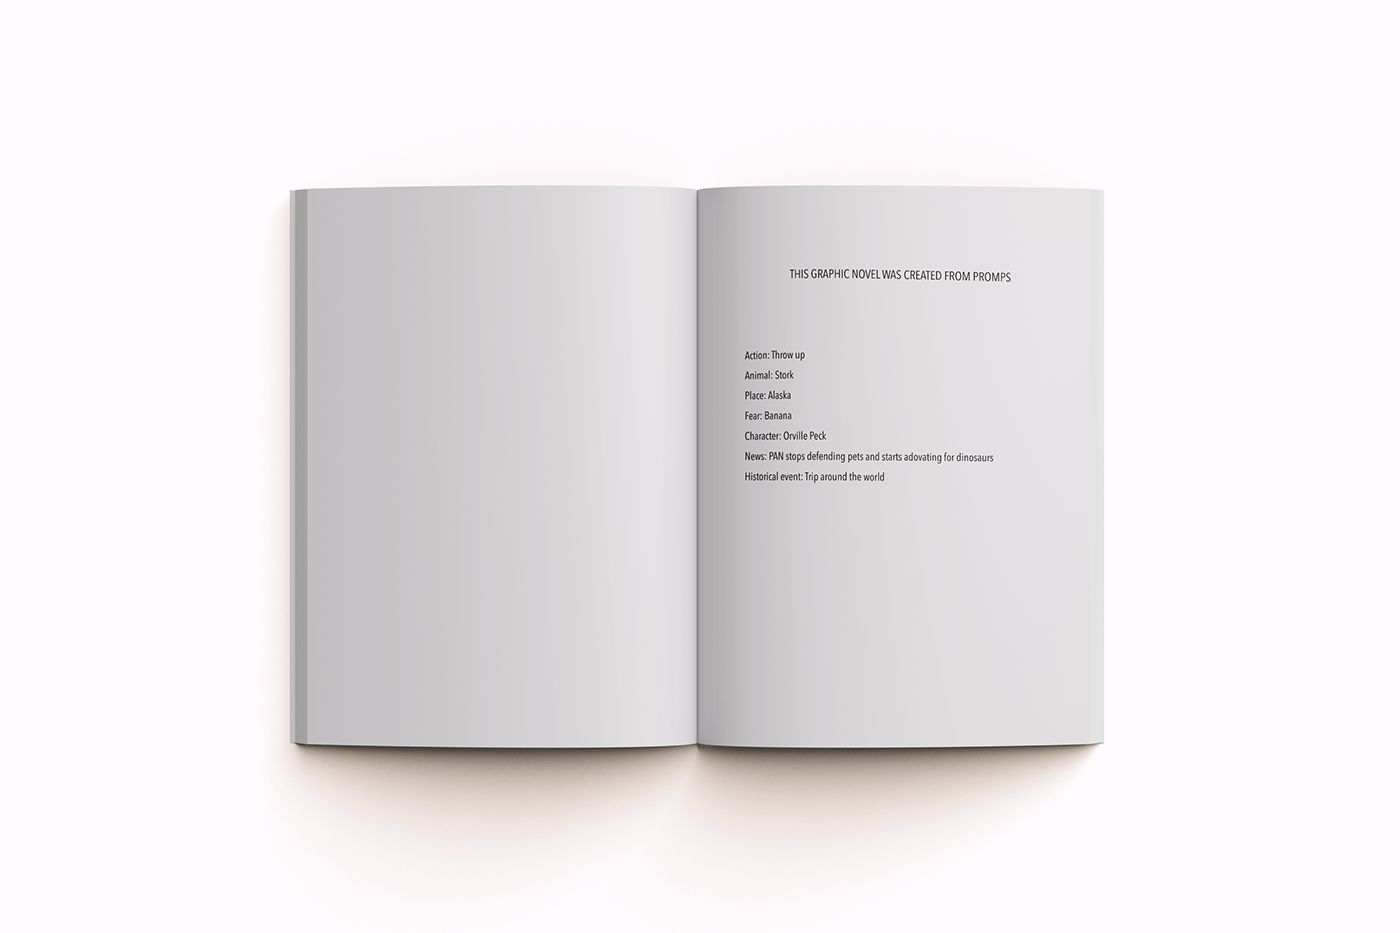 THIS GRAPHIC NOVEL WAS CREATED FROM PROMPS
Action: Throw up
Animal: Stork
Place: Alaska
Fear: Banana
Character: Orville Peck
News: PAN stops defending pets and starts adovating for dinosaurs
Historical event: Trip around the world